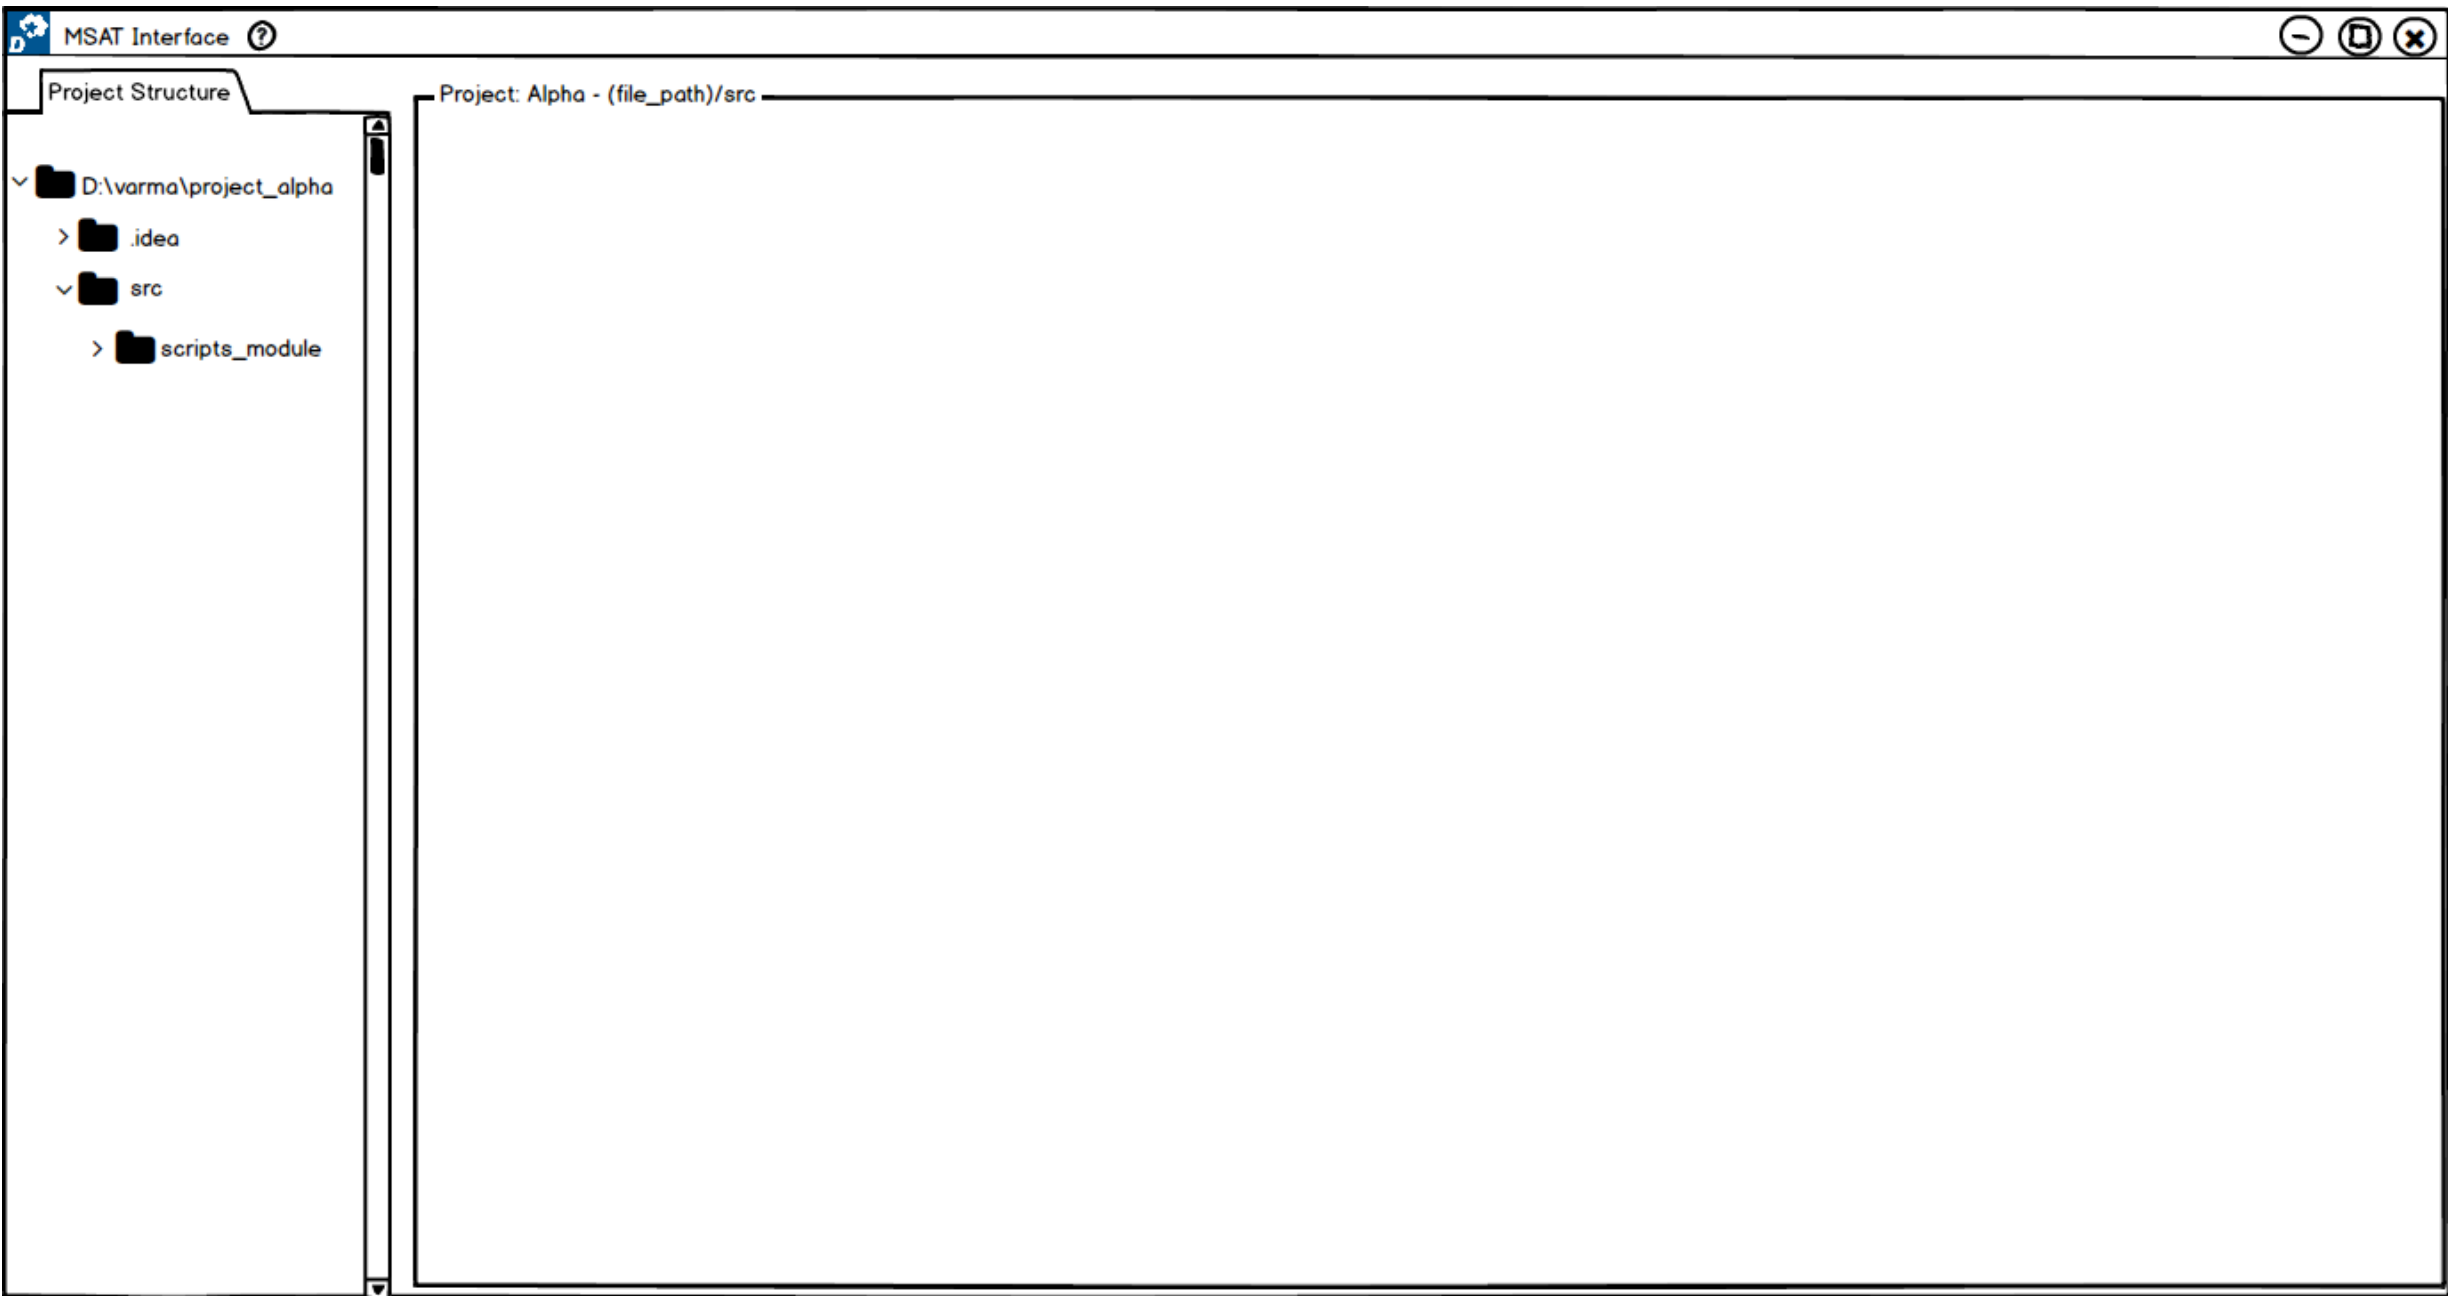 D
MSAT Interface ?
Project Structure
Project: Alpha - (file_path)/src
D:\varma\project_alpha
.idea
src
scripts_module